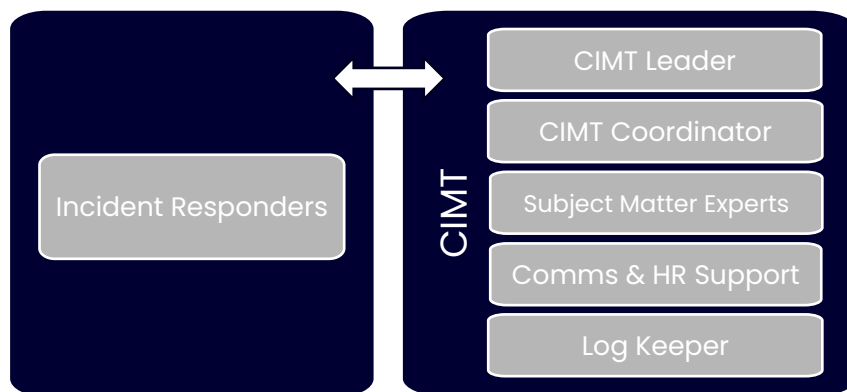 Incident Responders
CIMT
CIMT Leader
CIMT Coordinator
Subject Matter Experts
Comms & HR Support
Log Keeper